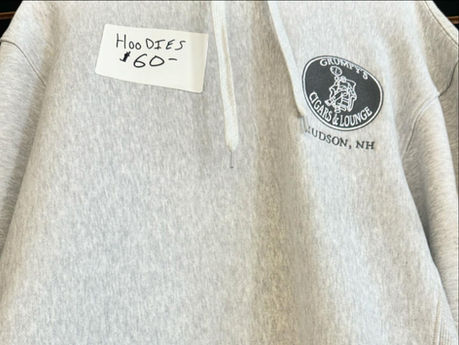 HOODIES
$60-
GRUMPY'S
CIGARS & LOUNGE
HUDSON, NH